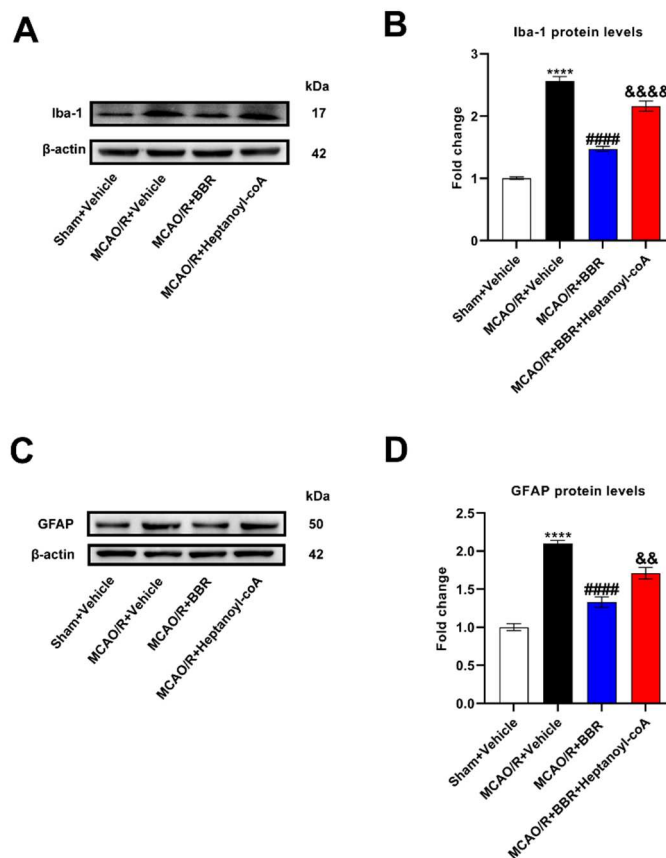 A
kDa
Iba-1
17
β-actin
42
Sham+Vehicle
MCAO/R+Vehicle
MCAO/R+BBR
MCAO/R+Heptanoyl-coA
B
Iba-1 protein levels
Fold change
3
2
1
0
****
####
&&&&
Sham+Vehicle
MCAO/R+Vehicle
MCAO/R+BBR
MCAO/R+BBR+Heptanoyl-coA
C
kDa
GFAP
50
β-actin
42
Sham+Vehicle
MCAO/R+Vehicle
MCAO/R+BBR
MCAO/R+Heptanoyl-coA
D
GFAP protein levels
Fold change
2.5
2.0
1.5
1.0
0.5
0.0
****
####
&&
Sham+Vehicle
MCAO/R+Vehicle
MCAO/R+BBR
MCAO/R+BBR+Heptanoyl-coA